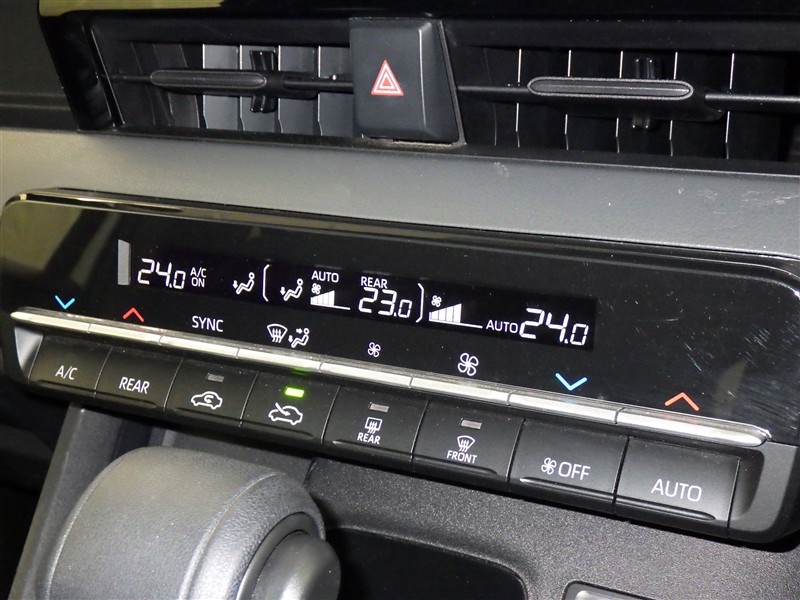 24.0 A/C ON AUTO REAR 23.0 AUTO 24.0
SYNC
A/C REAR REAR FRONT OFF AUTO